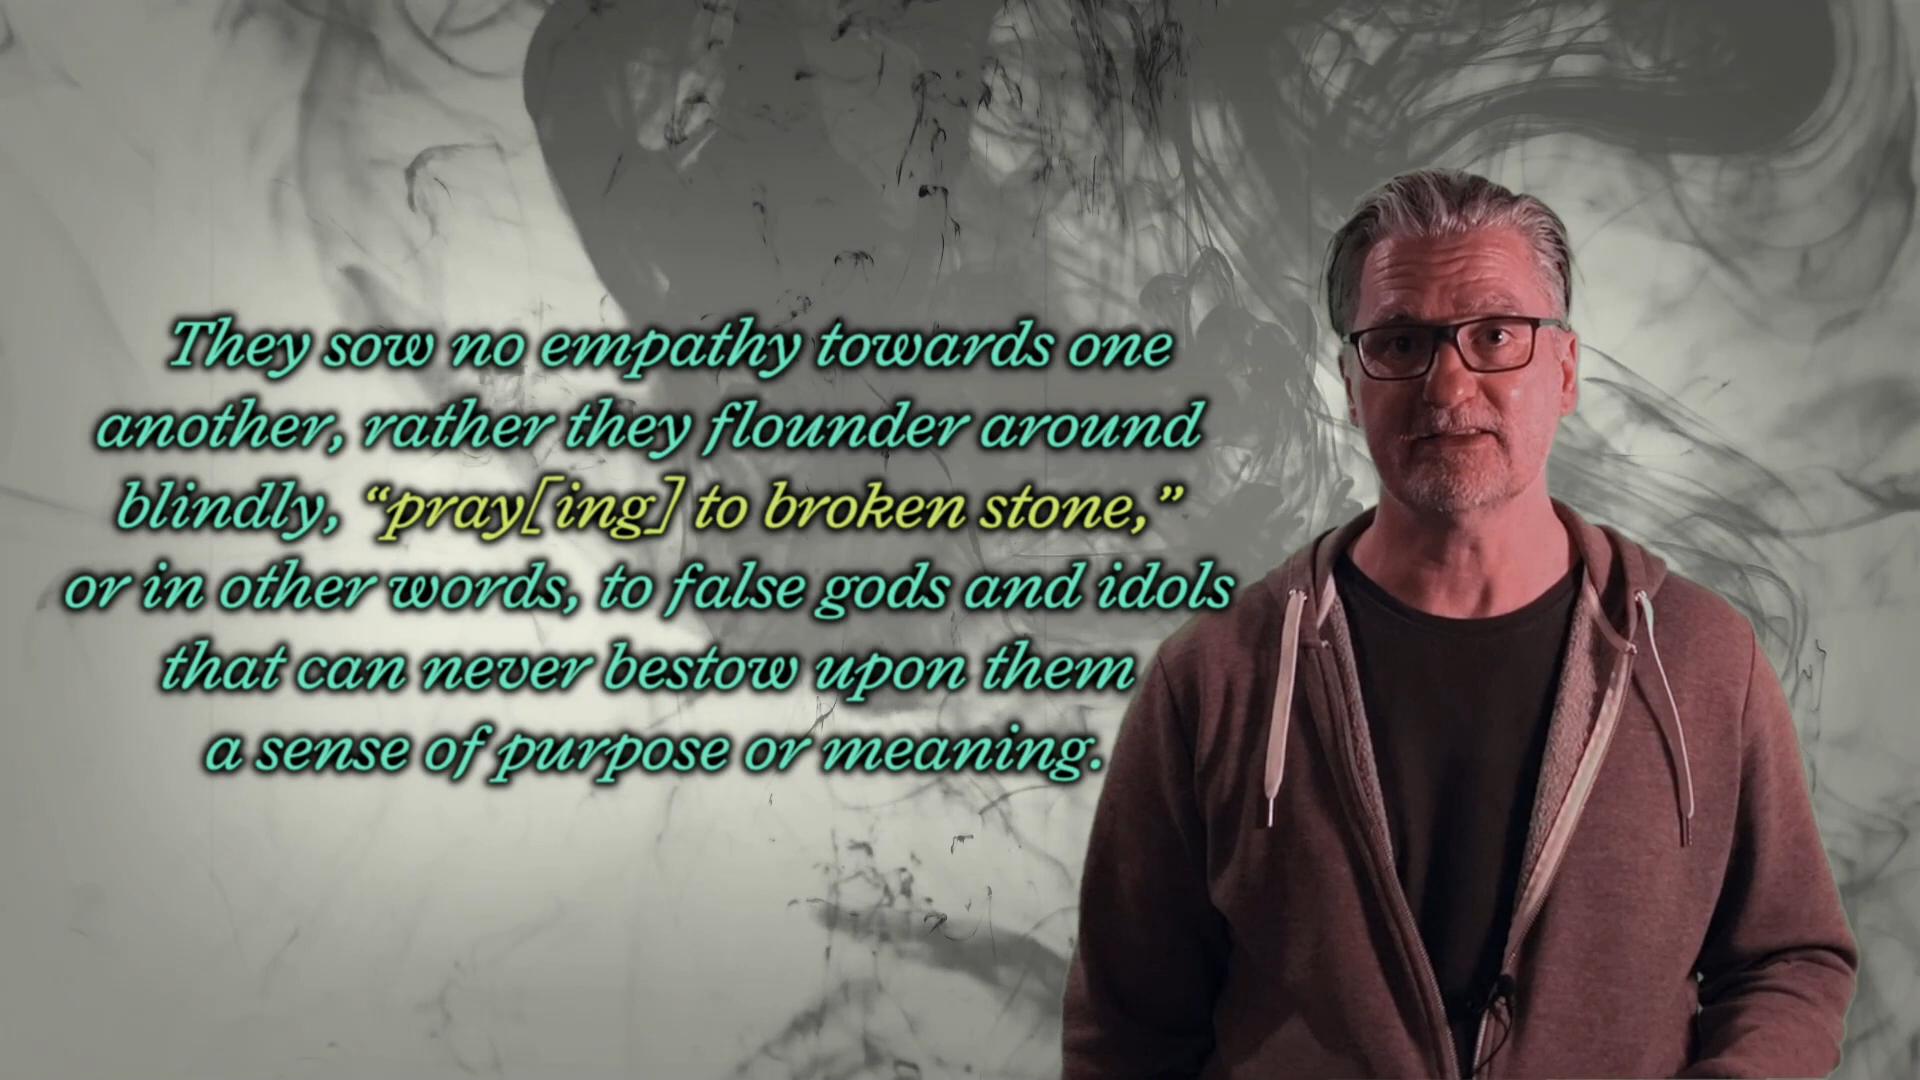 They sow no empathy towards one
another, rather they flounder around
blindly, “pray[ing] to broken stone,”
or in other words, to false gods and idols
that can never bestow upon them
a sense of purpose or meaning.